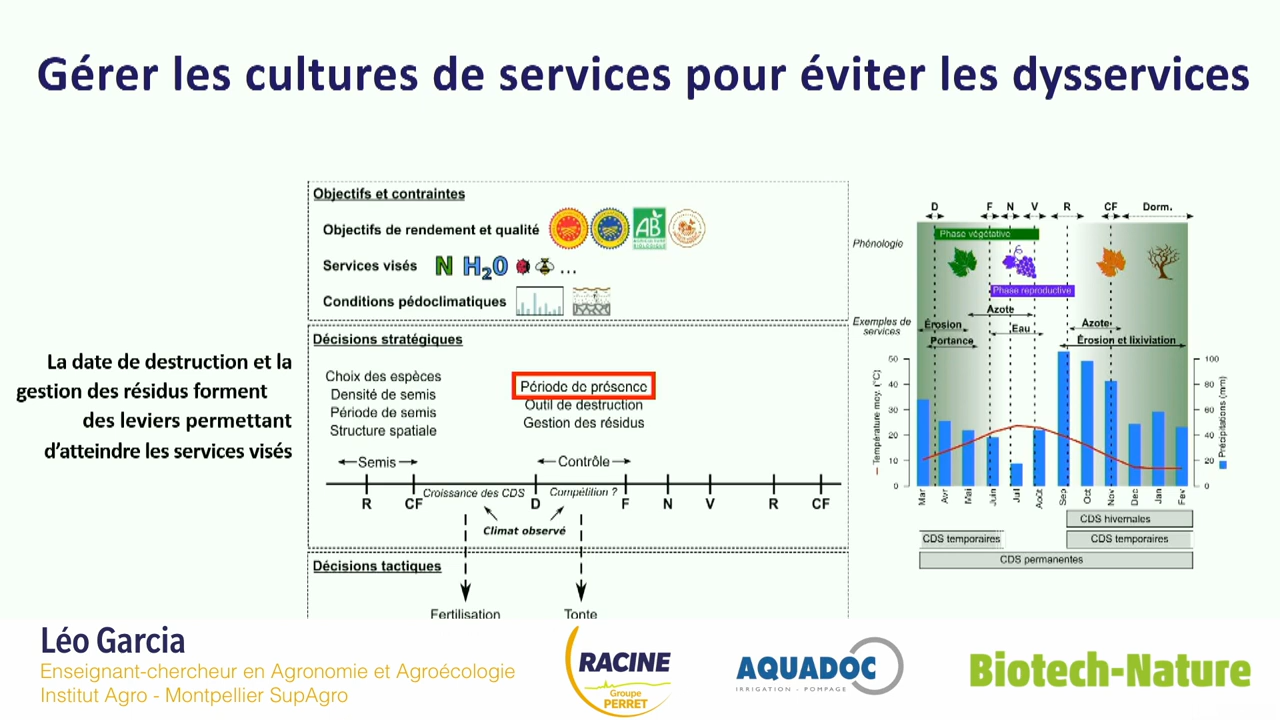 Gérer les cultures de services pour éviter les dysservices
La date de destruction et la
gestion des résidus forment
des leviers permettant
d’atteindre les services visés
Objectifs et contraintes
Objectifs de rendement et qualité
AB
Services visés N H₂O ...
Conditions pédoclimatiques
Décisions stratégiques
Choix des espèces
Densité de semis
Période de semis
Structure spatiale
Période de présence
Outil de destruction
Gestion des résidus
Semis
Contrôle
Croissance des CDS
Compétition ?
R CF D F N V R CF
Climat observé
Décisions tactiques
Fertilisation
Tonte
D F N V R CF Dorm.
Phénologie
Phase végétative
Phase reproductive
Exemples de
services
Azote
Érosion
Eau
Azote
Portance
Érosion et lixiviation
Température moy. (°C)
50
40
30
20
10
0
100
80
60
40
20
0
Précipitations (mm)
Mar Avr Mai Juin Juil Août Sep Oct Nov Dec Jan Fev
CDS hivernales
CDS temporaires
CDS temporaires
CDS permanentes
Léo Garcia
Enseignant-chercheur en Agronomie et Agroécologie
Institut Agro - Montpellier SupAgro
RACINE
Groupe
PERRET
AQUADOC
IRRIGATION - POMPAGE
Biotech-Nature